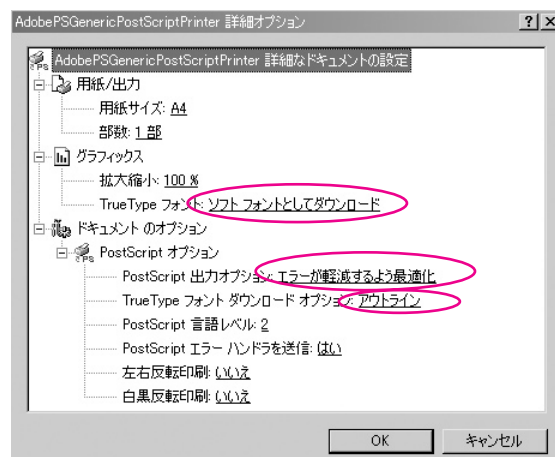 AdobePSGenericPostScriptPrinter 詳細オプション
AdobePSGenericPostScriptPrinter 詳細なドキュメントの設定
用紙/出力
用紙サイズ: A4
部数: 1 部
グラフィックス
拡大縮小: 100 %
TrueType フォント: ソフト フォントとしてダウンロード
ドキュメント のオプション
PostScript オプション
PostScript 出力オプション: エラーが軽減するよう最適化
TrueType フォント ダウンロード オプション: アウトライン
PostScript 言語レベル: 2
PostScript エラー ハンドラを送信: はい
左右反転印刷: いいえ
白黒反転印刷: いいえ
OK キャンセル